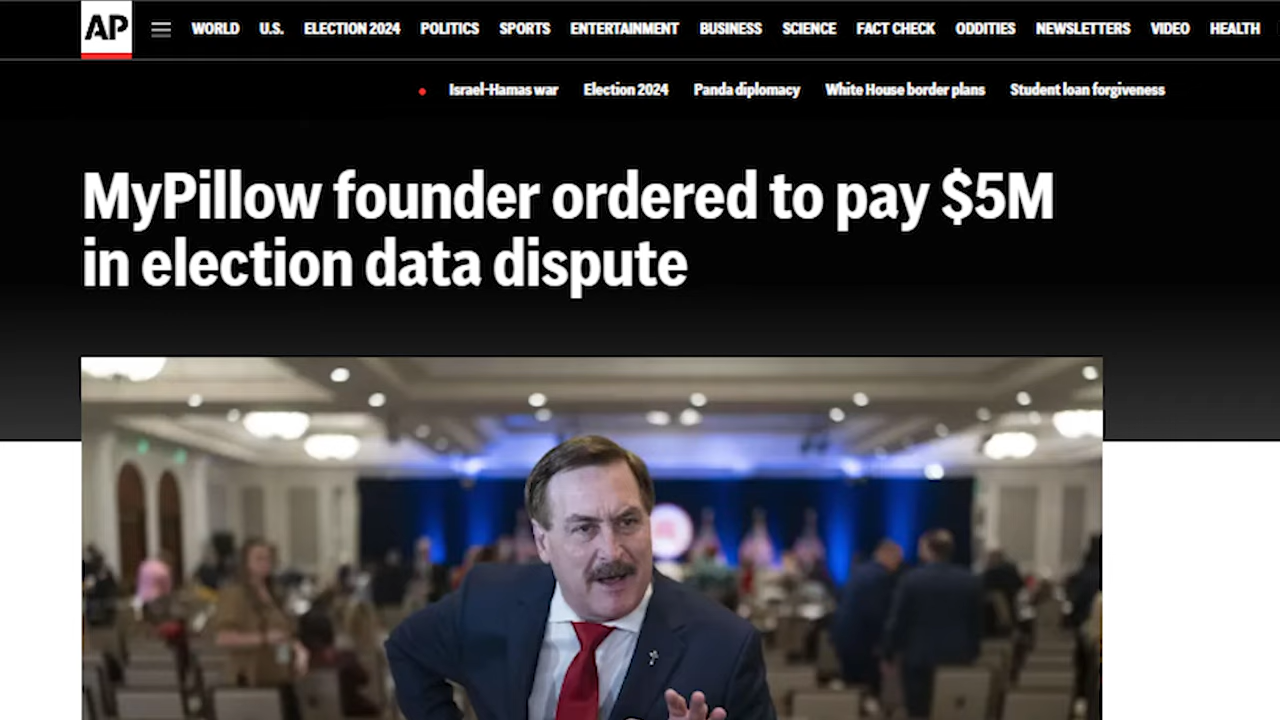 AP WORLD U.S. ELECTION 2024 POLITICS SPORTS ENTERTAINMENT BUSINESS SCIENCE FACT CHECK ODDITIES NEWSLETTERS VIDEO HEALTH
Israel-Hamas war Election 2024 Panda diplomacy White House border plans Student loan forgiveness
MyPillow founder ordered to pay $5M
in election data dispute